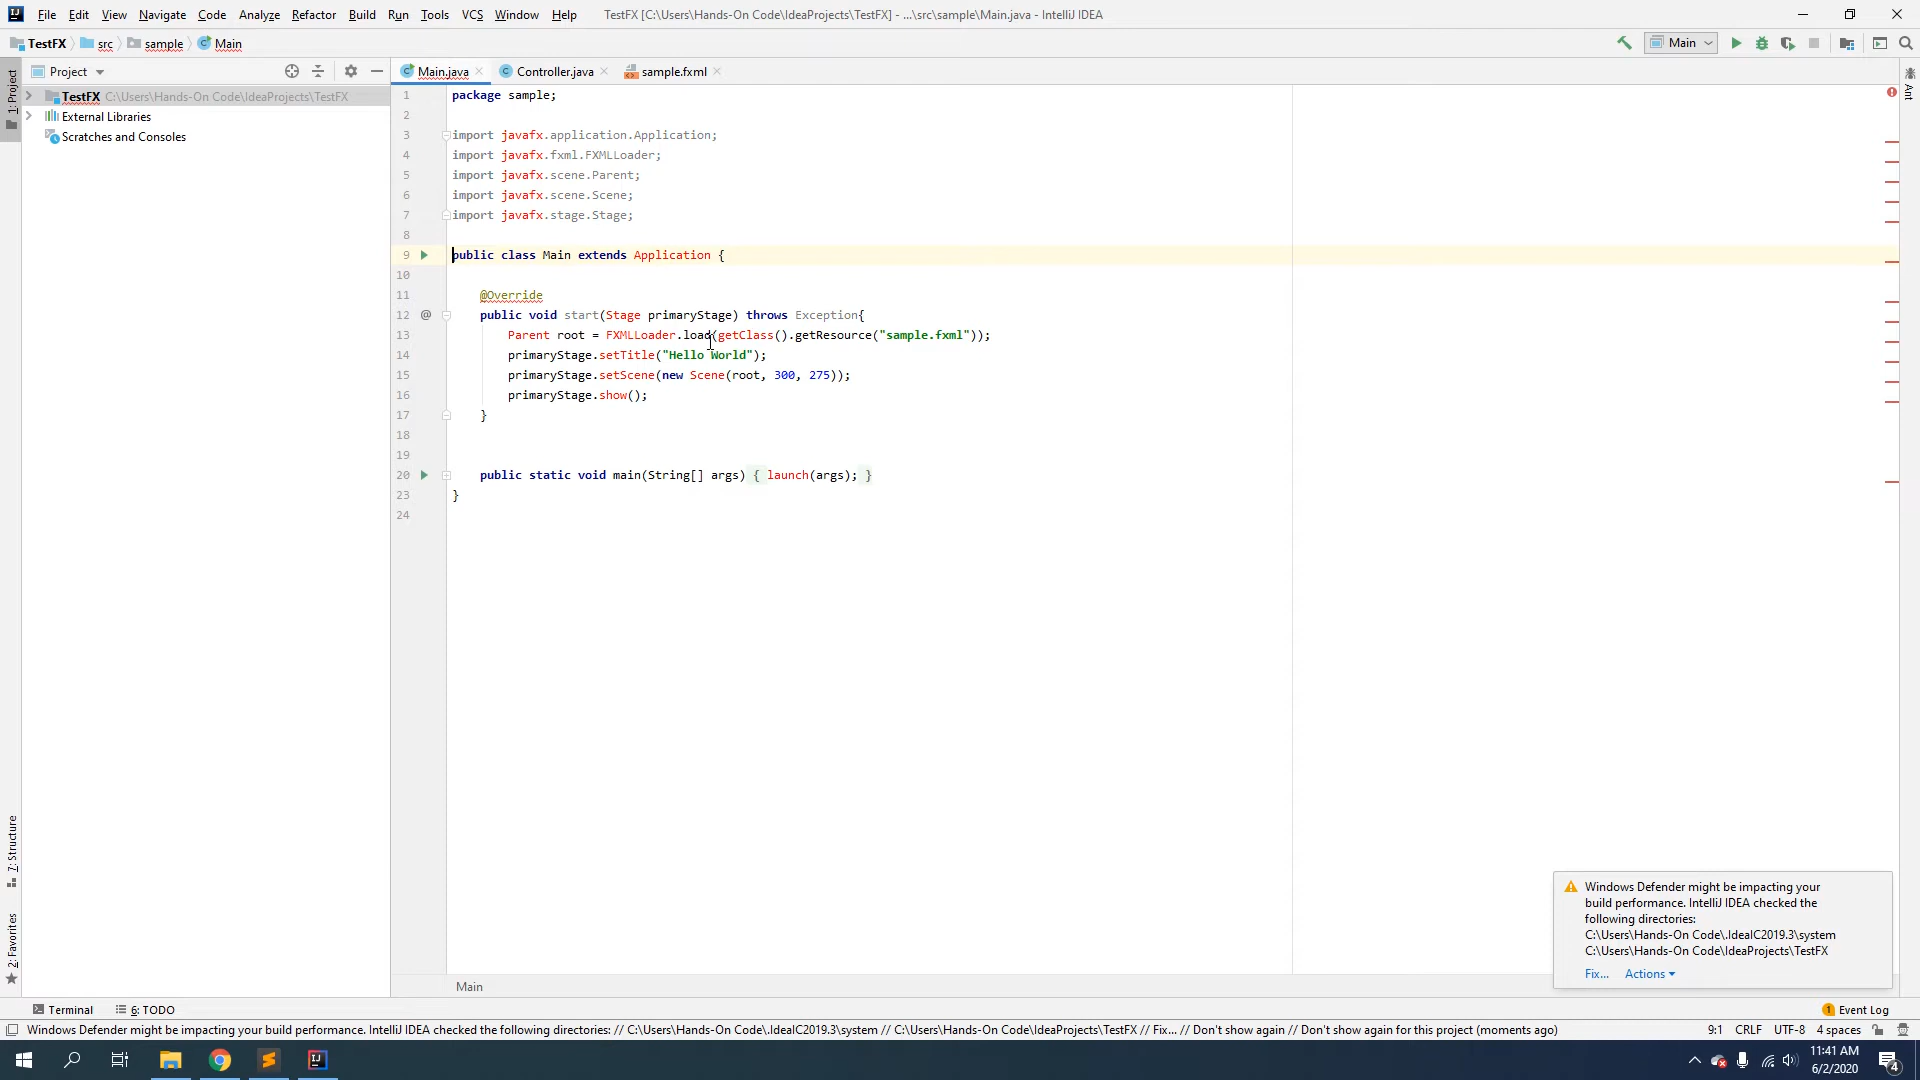 File Edit View Navigate Code Analyze Refactor Build Run Tools VCS Window Help TestFX [C:\Users\Hands-On Code\IdeaProjects\TestFX] - ...\src\sample\Main.java - IntelliJ IDEA
TestFX src sample Main Main
Project Main.java Controller.java sample.fxml
1: Project
TestFX C:\Users\Hands-On Code\IdeaProjects\TestFX
External Libraries
Scratches and Consoles
1 package sample;
2
3 import javafx.application.Application;
4 import javafx.fxml.FXMLLoader;
5 import javafx.scene.Parent;
6 import javafx.scene.Scene;
7 import javafx.stage.Stage;
8
9 public class Main extends Application {
10
11 @Override
12 @ public void start(Stage primaryStage) throws Exception{
13 Parent root = FXMLLoader.load(getClass().getResource("sample.fxml"));
14 primaryStage.setTitle("Hello World");
15 primaryStage.setScene(new Scene(root, 300, 275));
16 primaryStage.show();
17 }
18
19
20 public static void main(String[] args) { launch(args); }
23 }
24
Ant
7: Structure
2: Favorites
Windows Defender might be impacting your
build performance. IntelliJ IDEA checked the
following directories:
C:\Users\Hands-On Code\.IdeaIC2019.3\system
C:\Users\Hands-On Code\IdeaProjects\TestFX
Fix... Actions
Main
Terminal 6: TODO 1 Event Log
Windows Defender might be impacting your build performance. IntelliJ IDEA checked the following directories: // C:\Users\Hands-On Code\.IdeaIC2019.3\system // C:\Users\Hands-On Code\IdeaProjects\TestFX // Fix... // Don't show again // Don't show again for this project (moments ago) 9:1 CRLF UTF-8 4 spaces
11:41 AM
6/2/2020
4